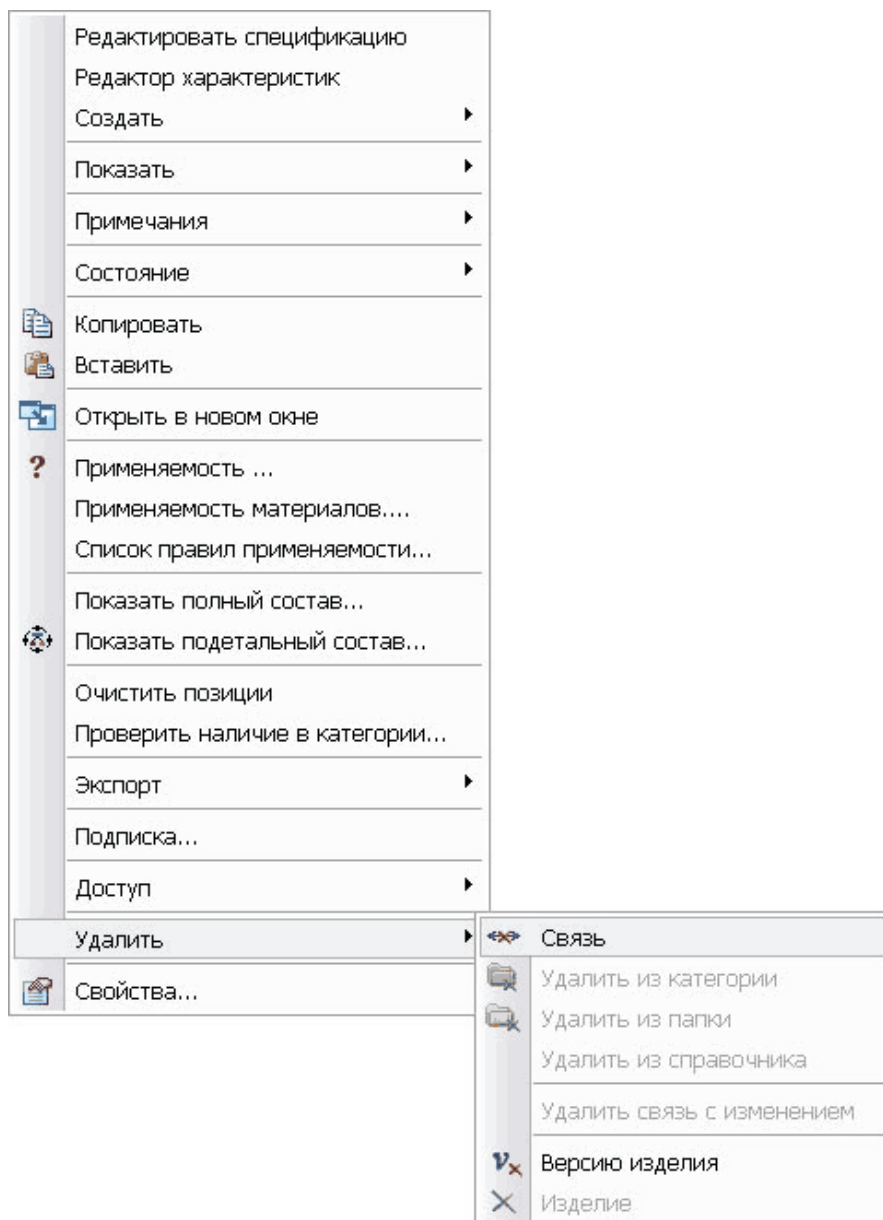 Редактировать спецификацию
Редактор характеристик
Создать
Показать
Примечания
Состояние
Копировать
Вставить
Открыть в новом окне
Применяемость ...
Применяемость материалов....
Список правил применяемости...
Показать полный состав...
Показать подетальный состав...
Очистить позиции
Проверить наличие в категории...
Экспорт
Подписка...
Доступ
Удалить
Свойства...
Связь
Удалить из категории
Удалить из папки
Удалить из справочника
Удалить связь с изменением
Версию изделия
Изделие